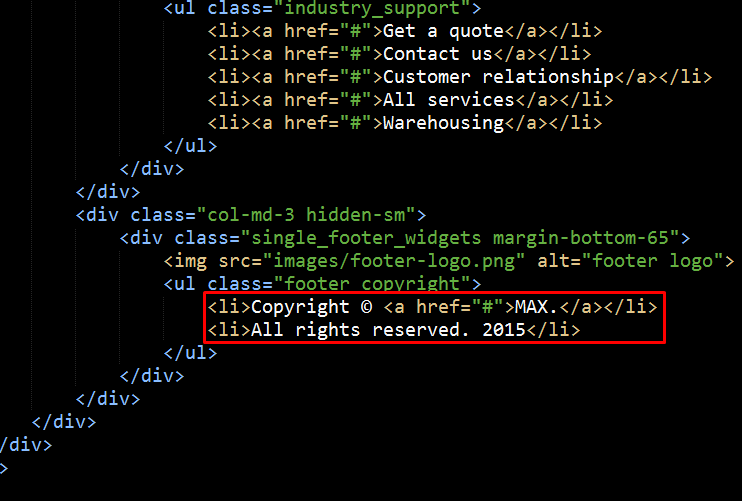 <ul class="industry_support">
<li><a href="#">Get a quote</a></li>
<li><a href="#">Contact us</a></li>
<li><a href="#">Customer relationship</a></li>
<li><a href="#">All services</a></li>
<li><a href="#">Warehousing</a></li>
</ul>
</div>
</div>
<div class="col-md-3 hidden-sm">
<div class="single_footer_widgets margin-bottom-65">
<img src="images/footer-logo.png" alt="footer logo">
<ul class="footer_copyright">
<li>Copyright © <a href="#">MAX.</a></li>
<li>All rights reserved. 2015</li>
</ul>
</div>
</div>
</div>
/div>
>